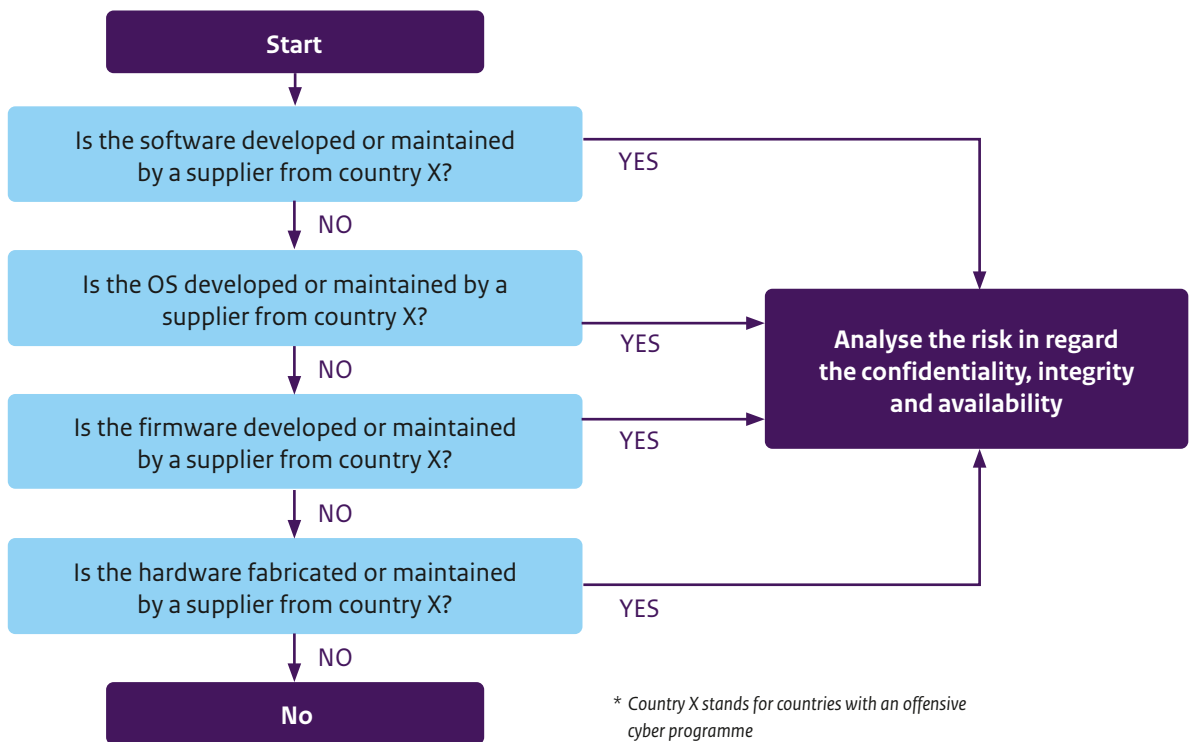 Start
Is the software developed or maintained
by a supplier from country X?
YES
NO
Is the OS developed or maintained by a
supplier from country X?
YES
NO
Analyse the risk in regard
the confidentiality, integrity
and availability
Is the firmware developed or maintained
by a supplier from country X?
YES
NO
Is the hardware fabricated or maintained
by a supplier from country X?
YES
NO
No
* Country X stands for countries with an offensive
cyber programme